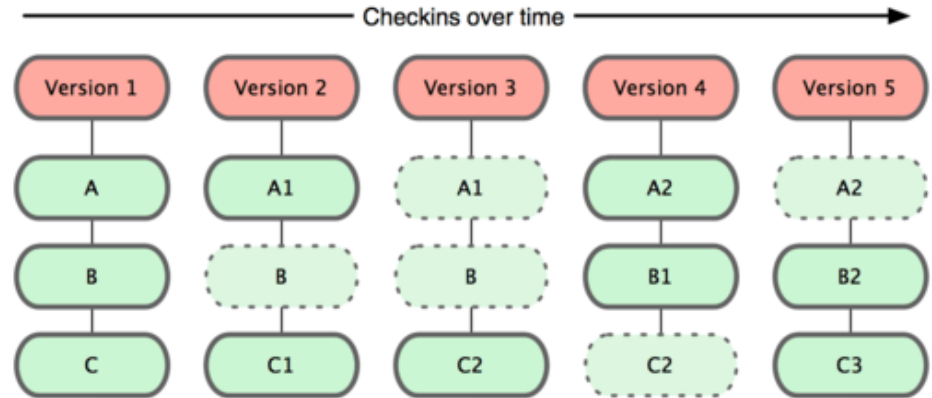 Checkins over time
Version 1 Version 2 Version 3 Version 4 Version 5
A A1 A1 A2 A2
B B B B1 B2
C C1 C2 C2 C3